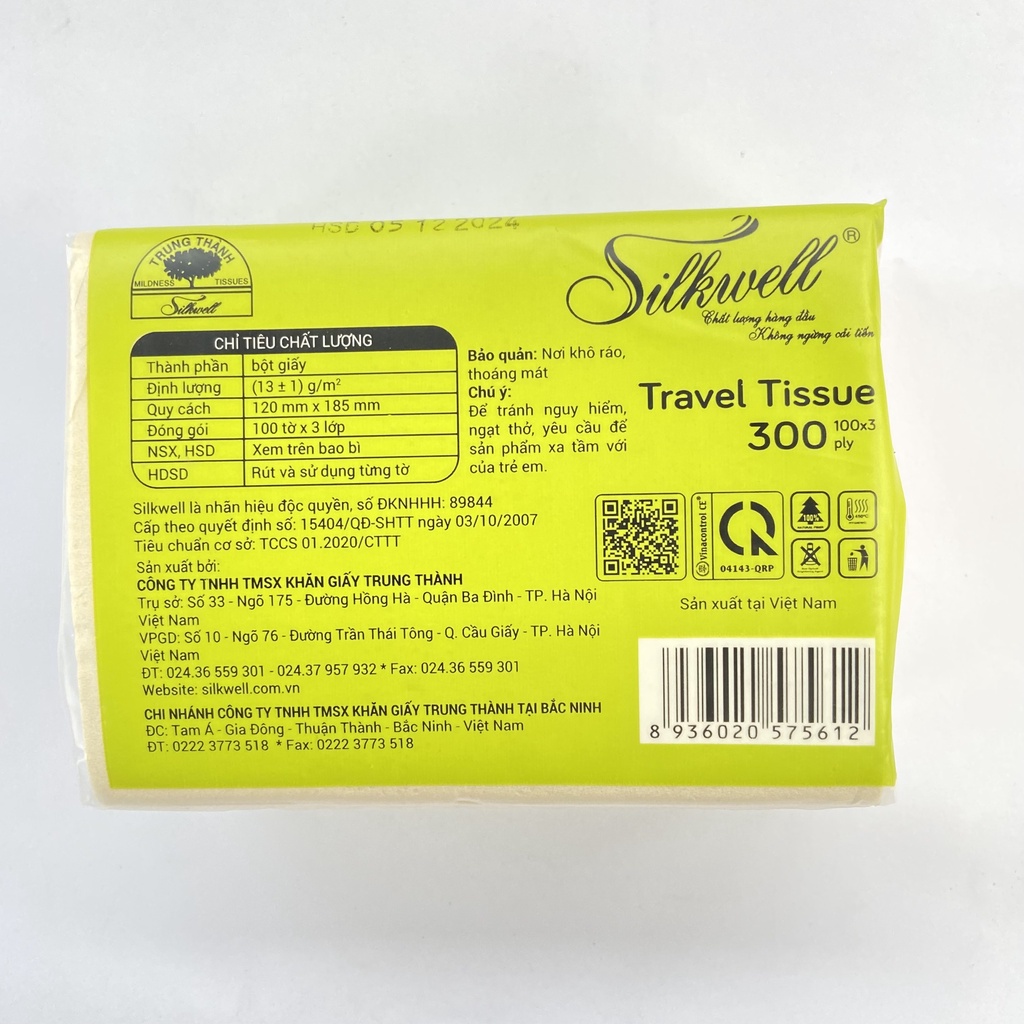 HSD 05 12 2024
TRUNG THÀNH
MILDNESS TISSUES
Silkwell
Silkwell®
Chất lượng hàng đầu
Không ngừng cải tiến
CHỈ TIÊU CHẤT LƯỢNG
Thành phần bột giấy
Định lượng (13 ± 1) g/m²
Quy cách 120 mm x 185 mm
Đóng gói 100 tờ x 3 lớp
NSX, HSD Xem trên bao bì
HDSD Rút và sử dụng từng tờ
Bảo quản: Nơi khô ráo,
thoáng mát
Chú ý:
Để tránh nguy hiểm,
ngạt thở, yêu cầu để
sản phẩm xa tầm với
của trẻ em.
Travel Tissue
300 100x3
ply
Silkwell là nhãn hiệu độc quyền, số ĐKNHHH: 89844
Cấp theo quyết định số: 15404/QĐ-SHTT ngày 03/10/2007
Tiêu chuẩn cơ sở: TCCS 01.2020/CTTT
Sản xuất bởi:
CÔNG TY TNHH TMSX KHĂN GIẤY TRUNG THÀNH
Trụ sở: Số 33 - Ngõ 175 - Đường Hồng Hà - Quận Ba Đình - TP. Hà Nội
Việt Nam
VPGD: Số 10 - Ngõ 76 - Đường Trần Thái Tông - Q. Cầu Giấy - TP. Hà Nội
Việt Nam
ĐT: 024.36 559 301 - 024.37 957 932 * Fax: 024.36 559 301
Website: silkwell.com.vn
CHI NHÁNH CÔNG TY TNHH TMSX KHĂN GIẤY TRUNG THÀNH TẠI BẮC NINH
ĐC: Tam Á - Gia Đông - Thuận Thành - Bắc Ninh - Việt Nam
ĐT: 0222 3773 518 * Fax: 0222 3773 518
Vinacontrol CE
04143-QRP
100%
Sản xuất tại Việt Nam
8 936020 575612